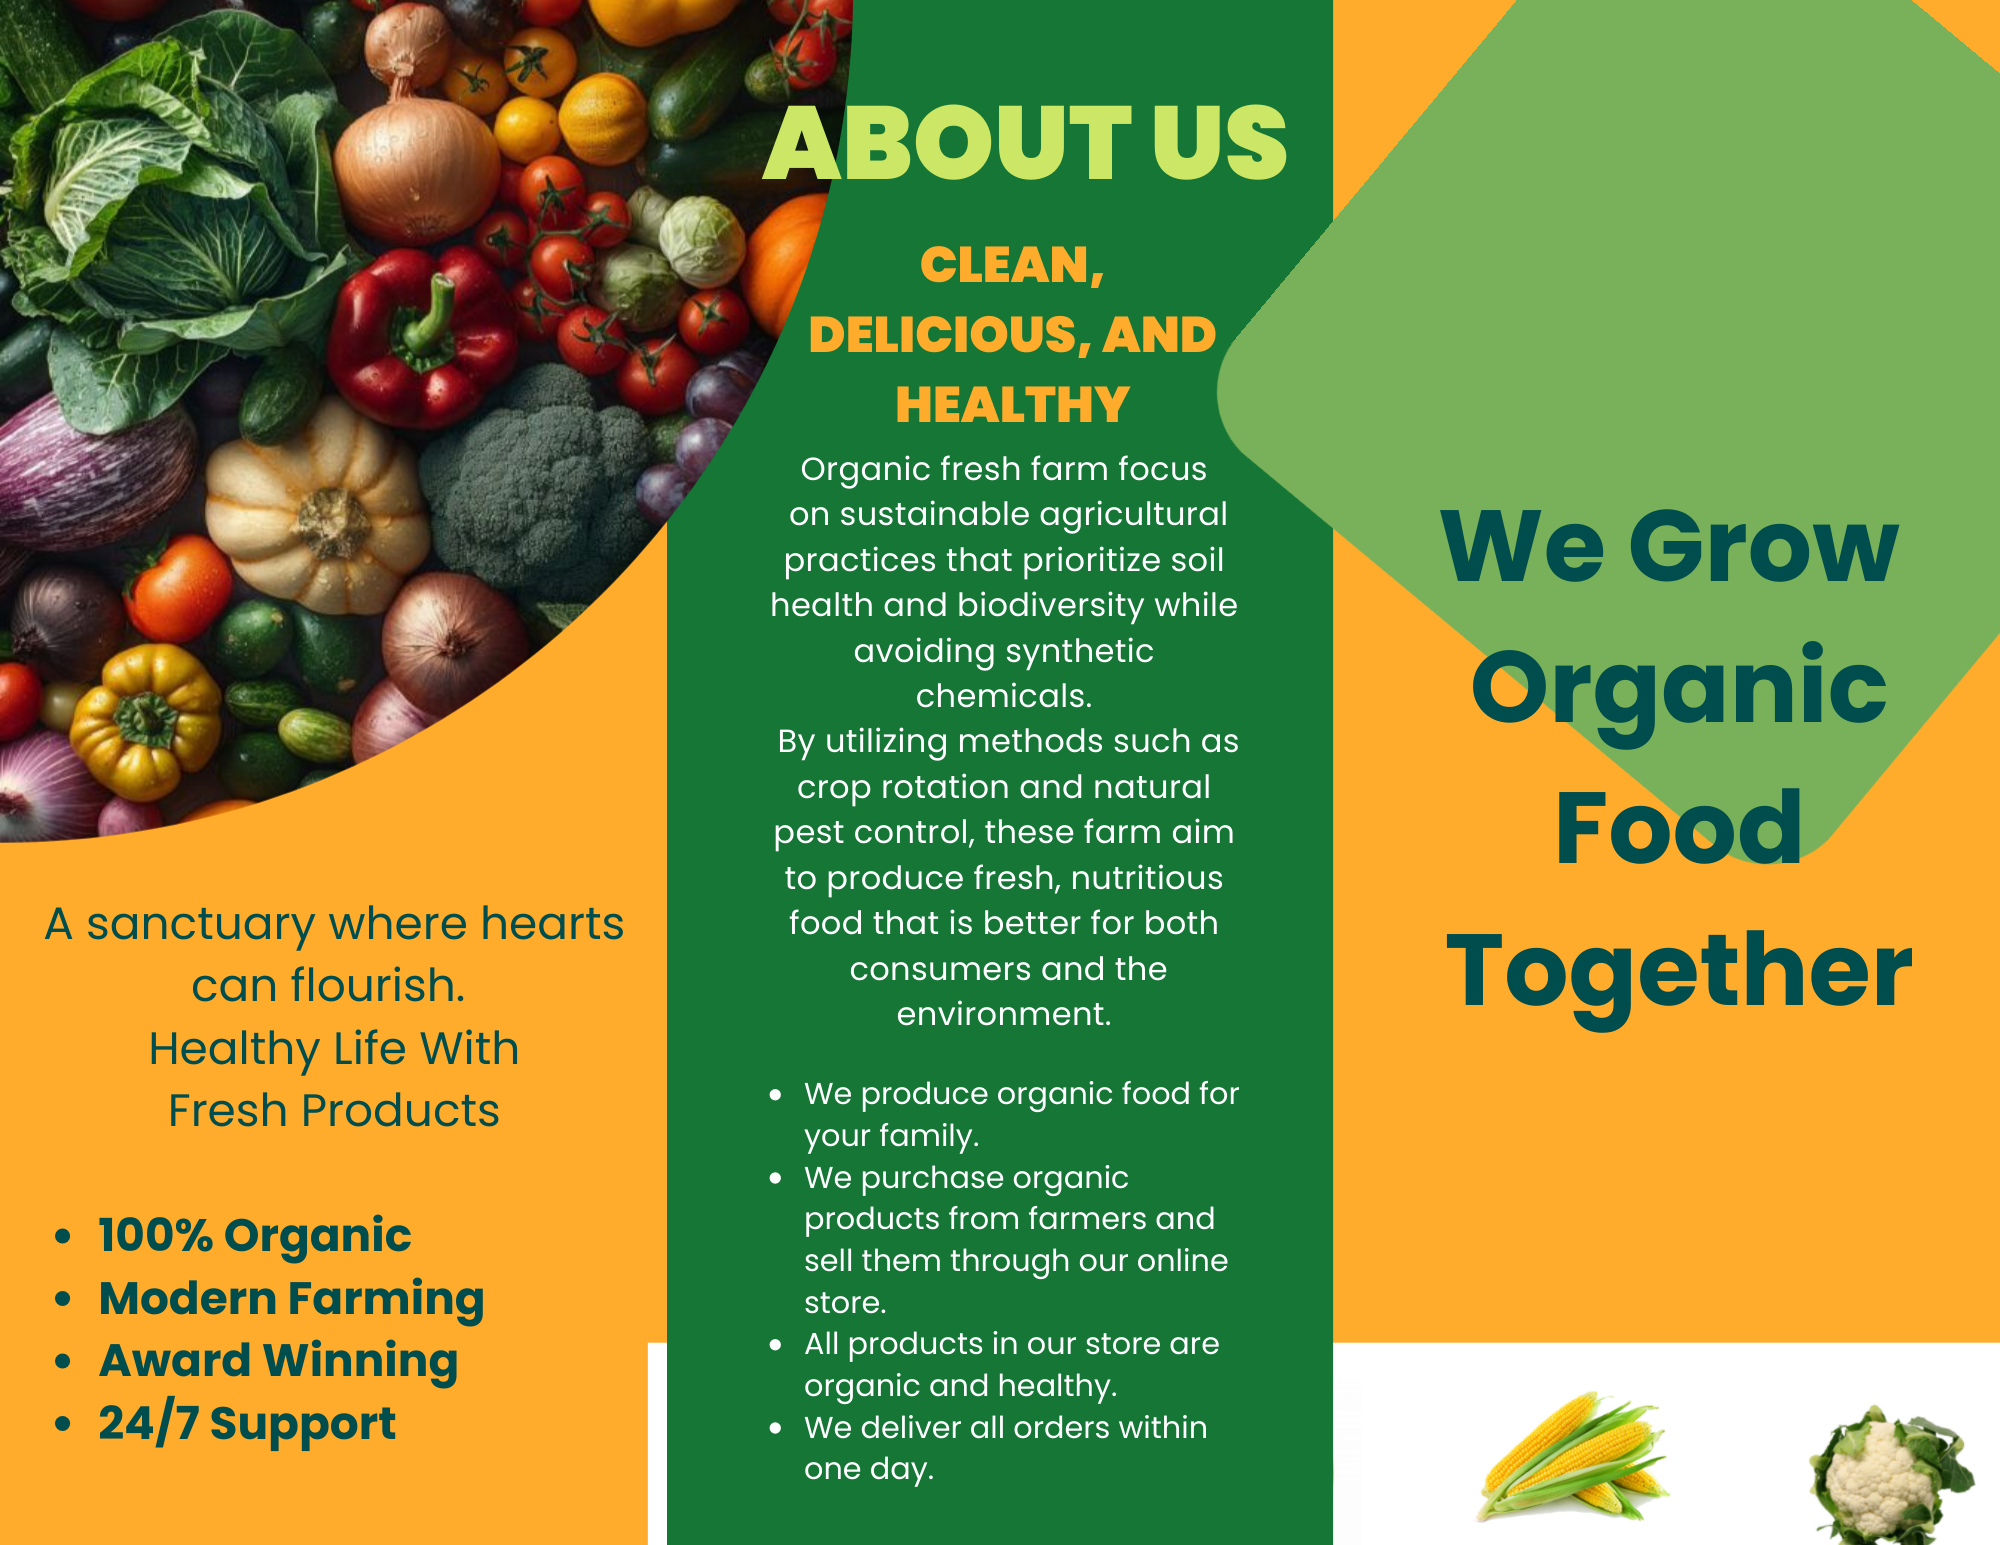 A sanctuary where hearts
can flourish.
Healthy Life With
Fresh Products
• 100% Organic
• Modern Farming
• Award Winning
• 24/7 Support
ABOUT US
CLEAN,
DELICIOUS, AND
HEALTHY
Organic fresh farm focus
on sustainable agricultural
practices that prioritize soil
health and biodiversity while
avoiding synthetic
chemicals.
By utilizing methods such as
crop rotation and natural
pest control, these farm aim
to produce fresh, nutritious
food that is better for both
consumers and the
environment.
• We produce organic food for
your family.
• We purchase organic
products from farmers and
sell them through our online
store.
• All products in our store are
organic and healthy.
• We deliver all orders within
one day.
We Grow
Organic
Food
Together